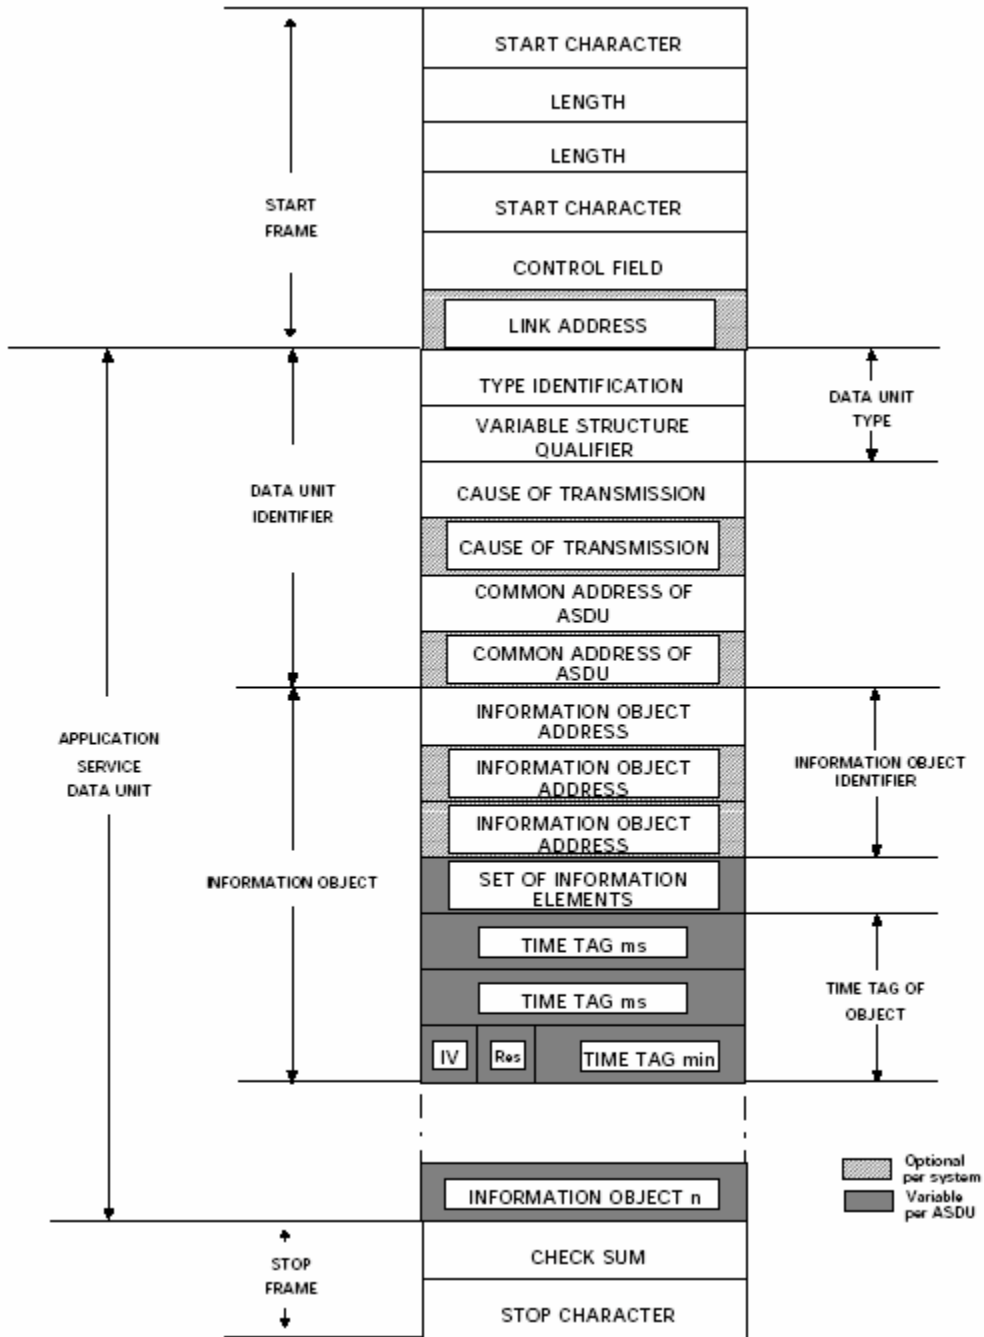 START CHARACTER
LENGTH
LENGTH
START
FRAME
START CHARACTER
CONTROL FIELD
LINK ADDRESS
TYPE IDENTIFICATION
DATA UNIT
TYPE
VARIABLE STRUCTURE
QUALIFIER
DATA UNIT
IDENTIFIER
CAUSE OF TRANSMISSION
CAUSE OF TRANSMISSION
COMMON ADDRESS OF
ASDU
COMMON ADDRESS OF
ASDU
APPLICATION
SERVICE
DATA UNIT
INFORMATION OBJECT
ADDRESS
INFORMATION OBJECT
ADDRESS
INFORMATION OBJECT
IDENTIFIER
INFORMATION OBJECT
ADDRESS
INFORMATION OBJECT
SET OF INFORMATION
ELEMENTS
TIME TAG ms
TIME TAG ms
TIME TAG OF
OBJECT
IV
Res
TIME TAG min
Optional
per system
Variable
per ASDU
INFORMATION OBJECT n
STOP
FRAME
CHECK SUM
STOP CHARACTER